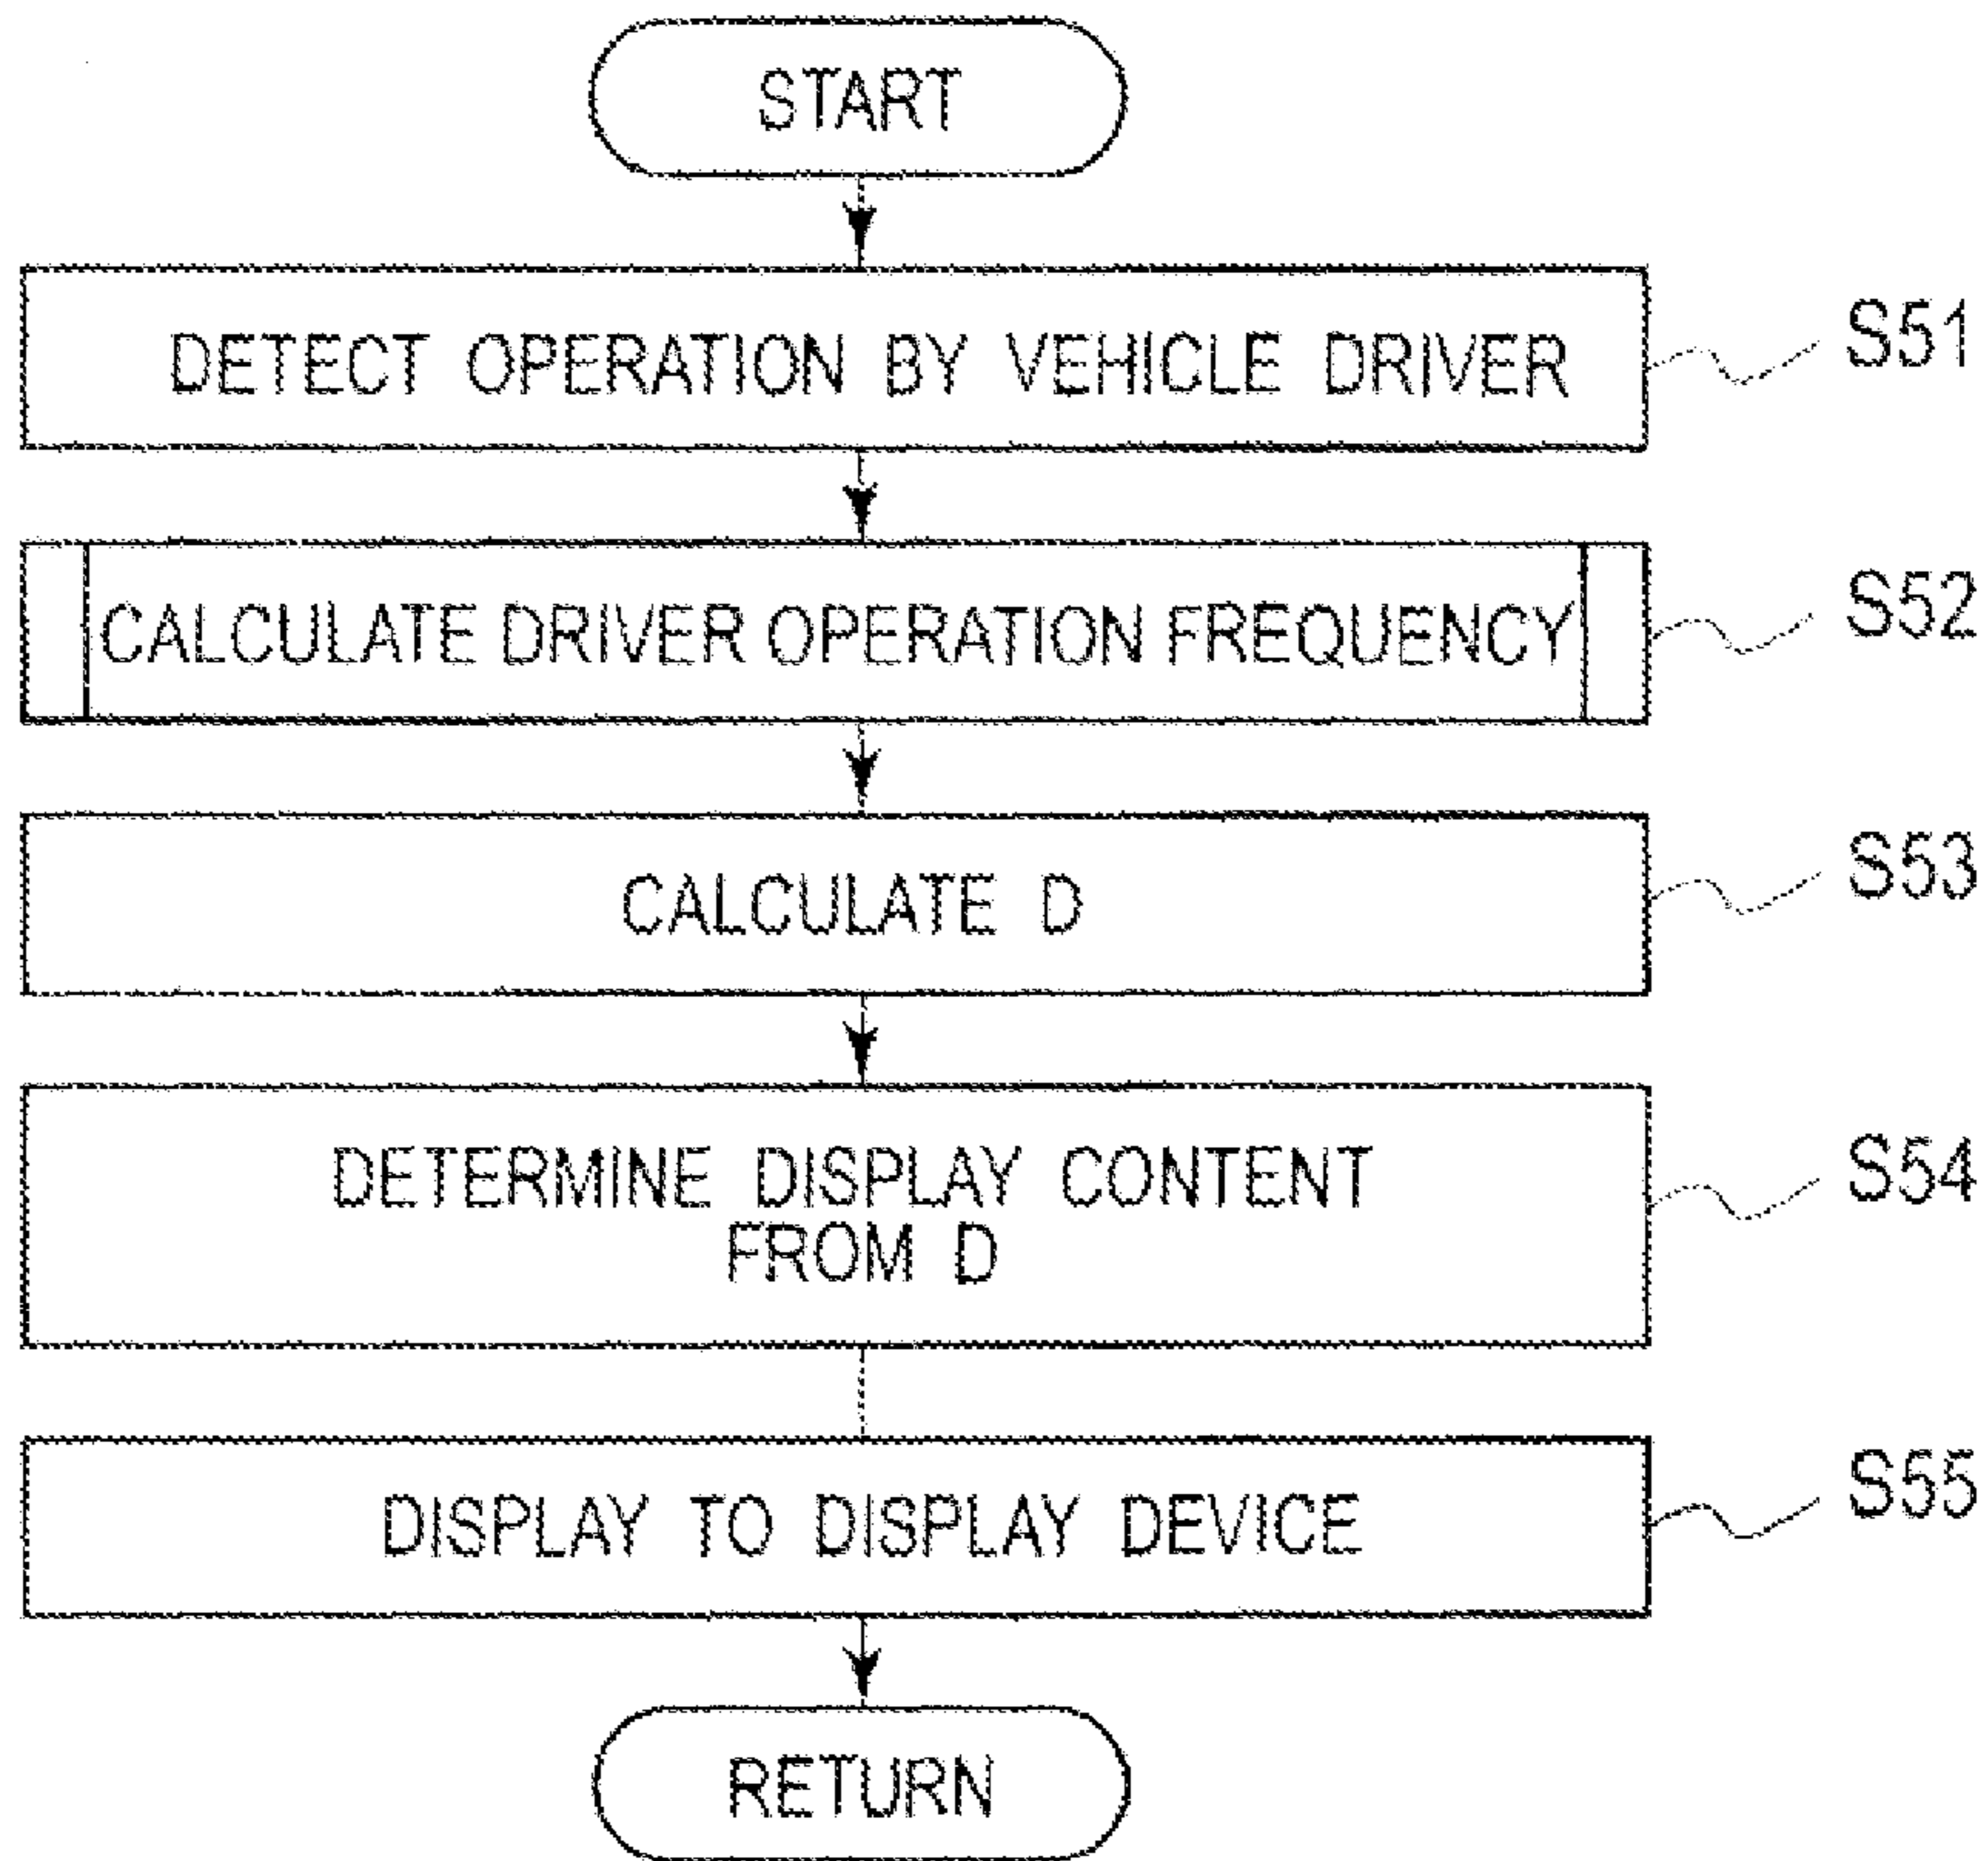 START
DETECT OPERATION BY VEHICLE DRIVER
S51
CALCULATE DRIVER OPERATION FREQUENCY
S52
CALCULATE D
S53
DETERMINE DISPLAY CONTENT
FROM D
S54
DISPLAY TO DISPLAY DEVICE
S55
RETURN